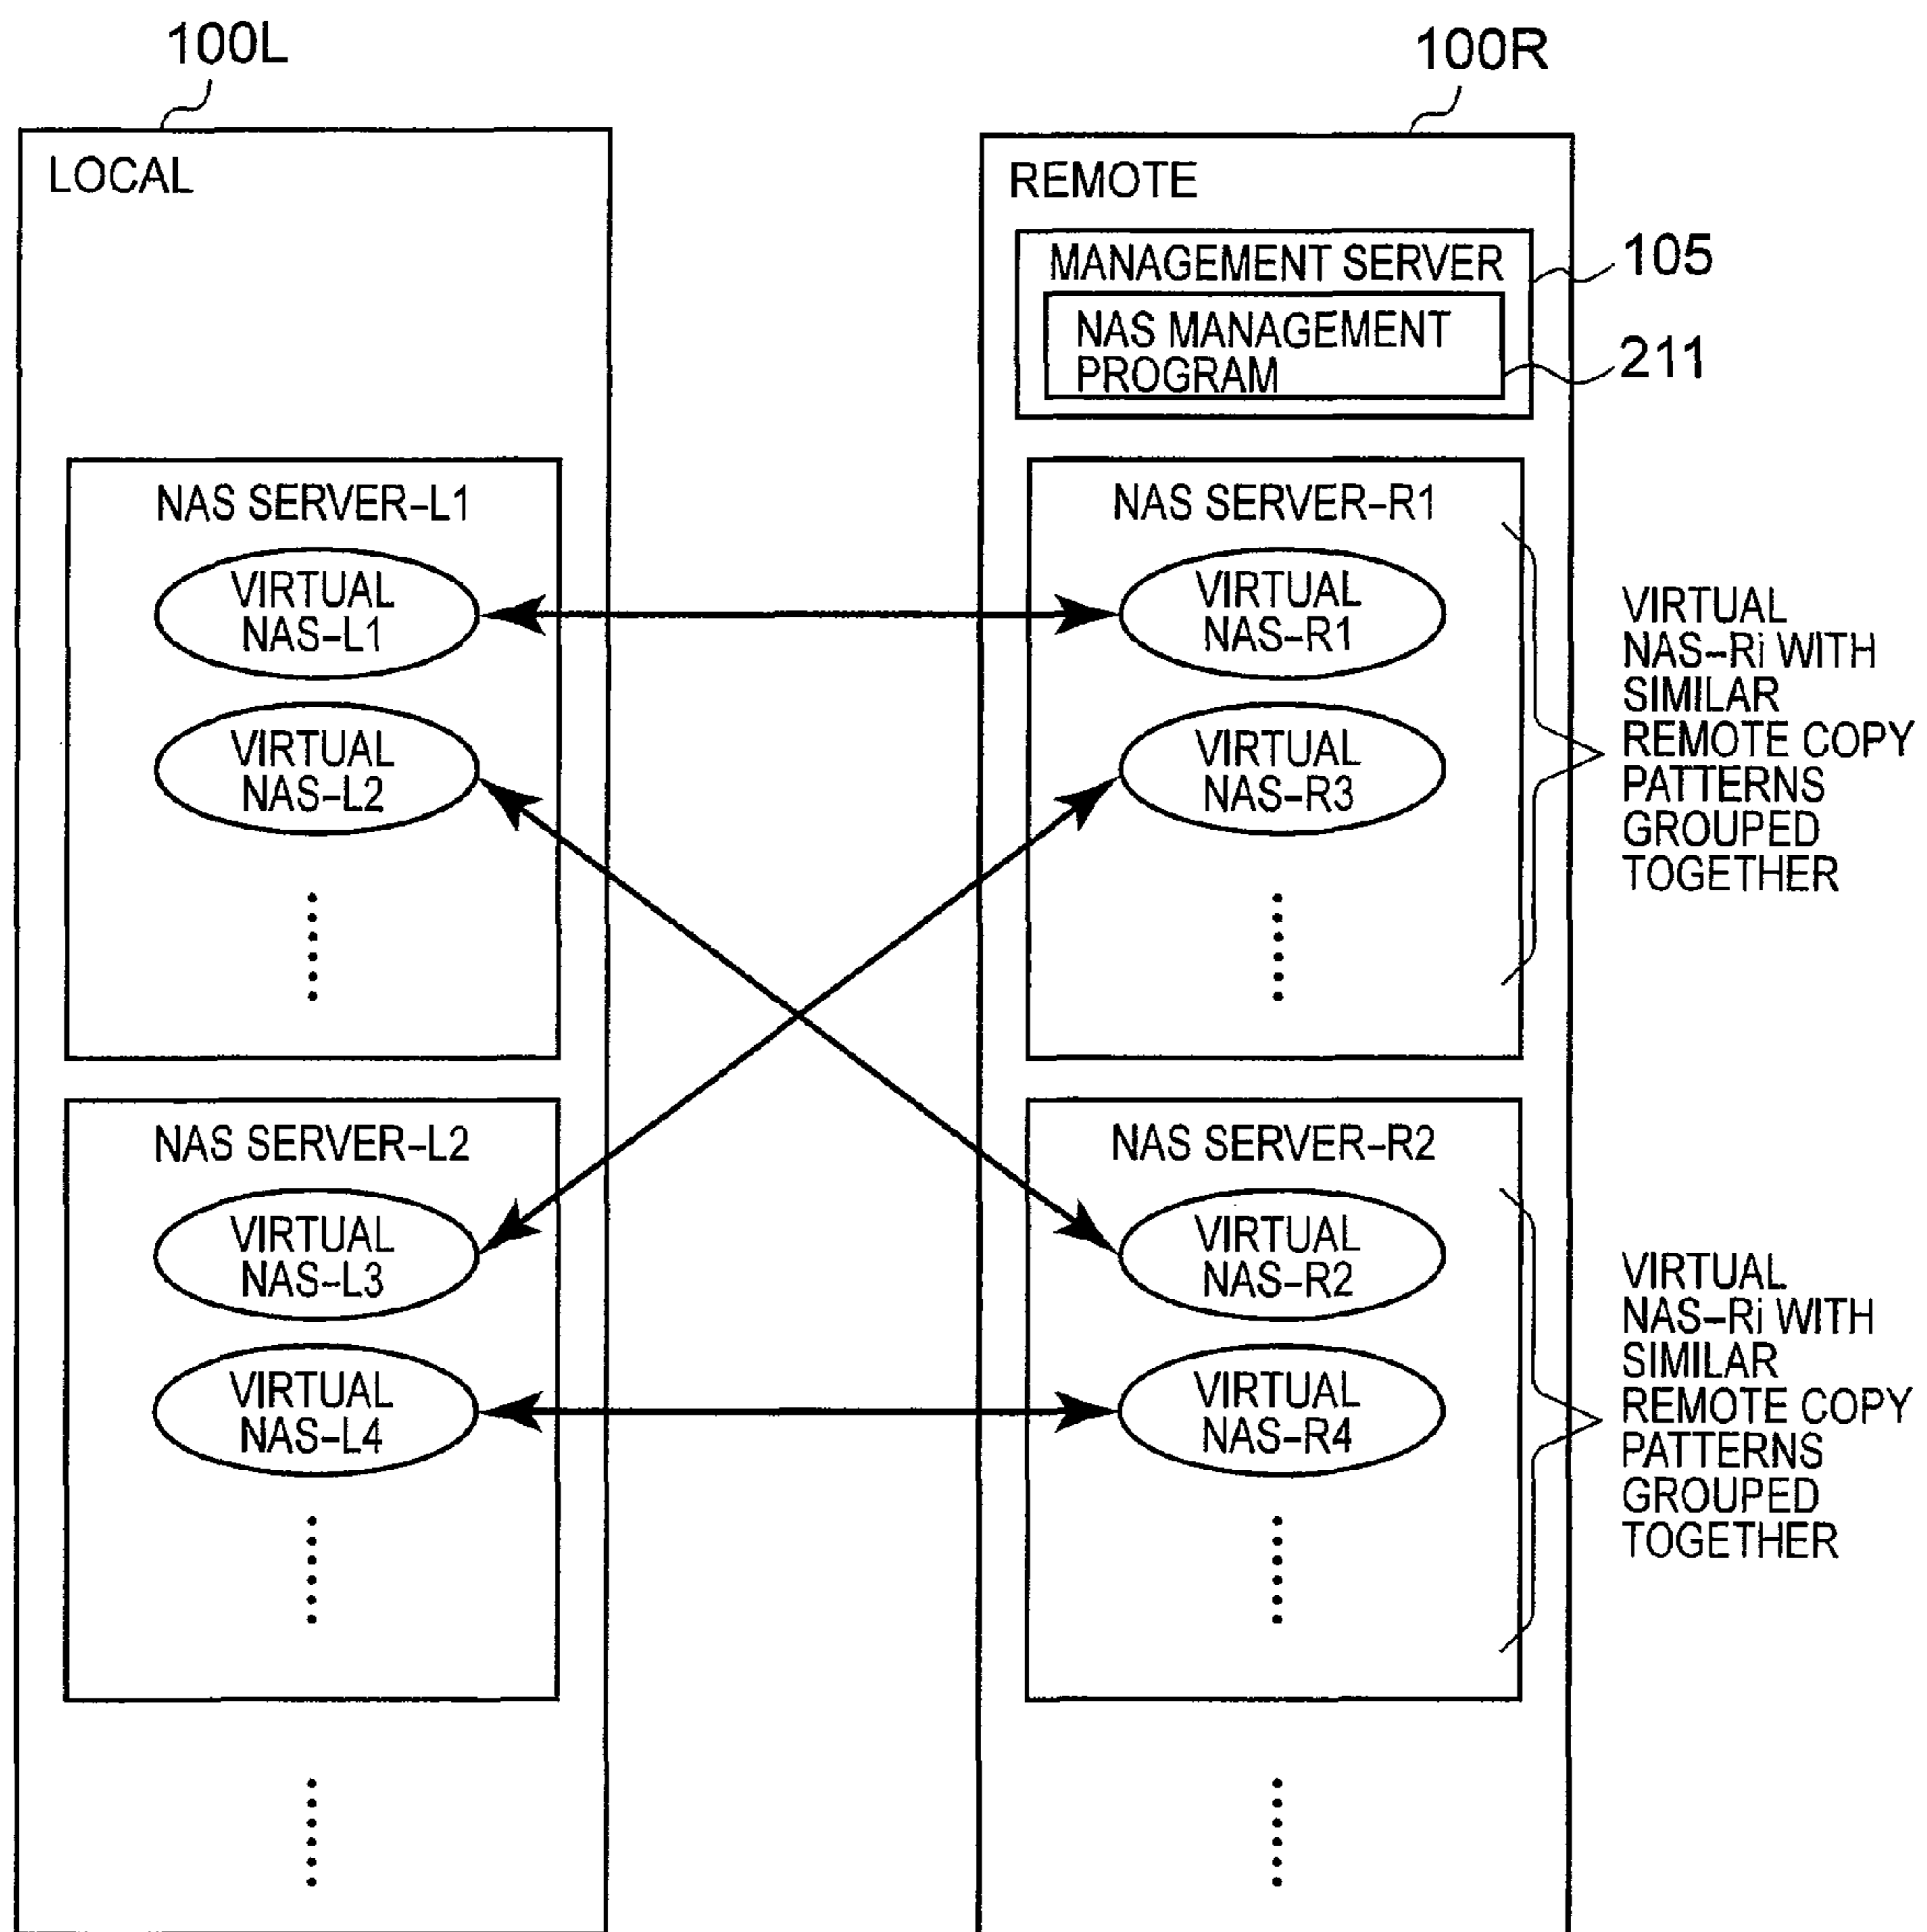 100L
LOCAL
NAS SERVER-L1
VIRTUAL
NAS-L1
VIRTUAL
NAS-L2
NAS SERVER-L2
VIRTUAL
NAS-L3
VIRTUAL
NAS-L4
100R
REMOTE
MANAGEMENT SERVER
105
NAS MANAGEMENT
PROGRAM
211
NAS SERVER-R1
VIRTUAL
NAS-R1
VIRTUAL
NAS-R3
VIRTUAL
NAS-Ri WITH
SIMILAR
REMOTE COPY
PATTERNS
GROUPED
TOGETHER
NAS SERVER-R2
VIRTUAL
NAS-R2
VIRTUAL
NAS-R4
VIRTUAL
NAS-Ri WITH
SIMILAR
REMOTE COPY
PATTERNS
GROUPED
TOGETHER